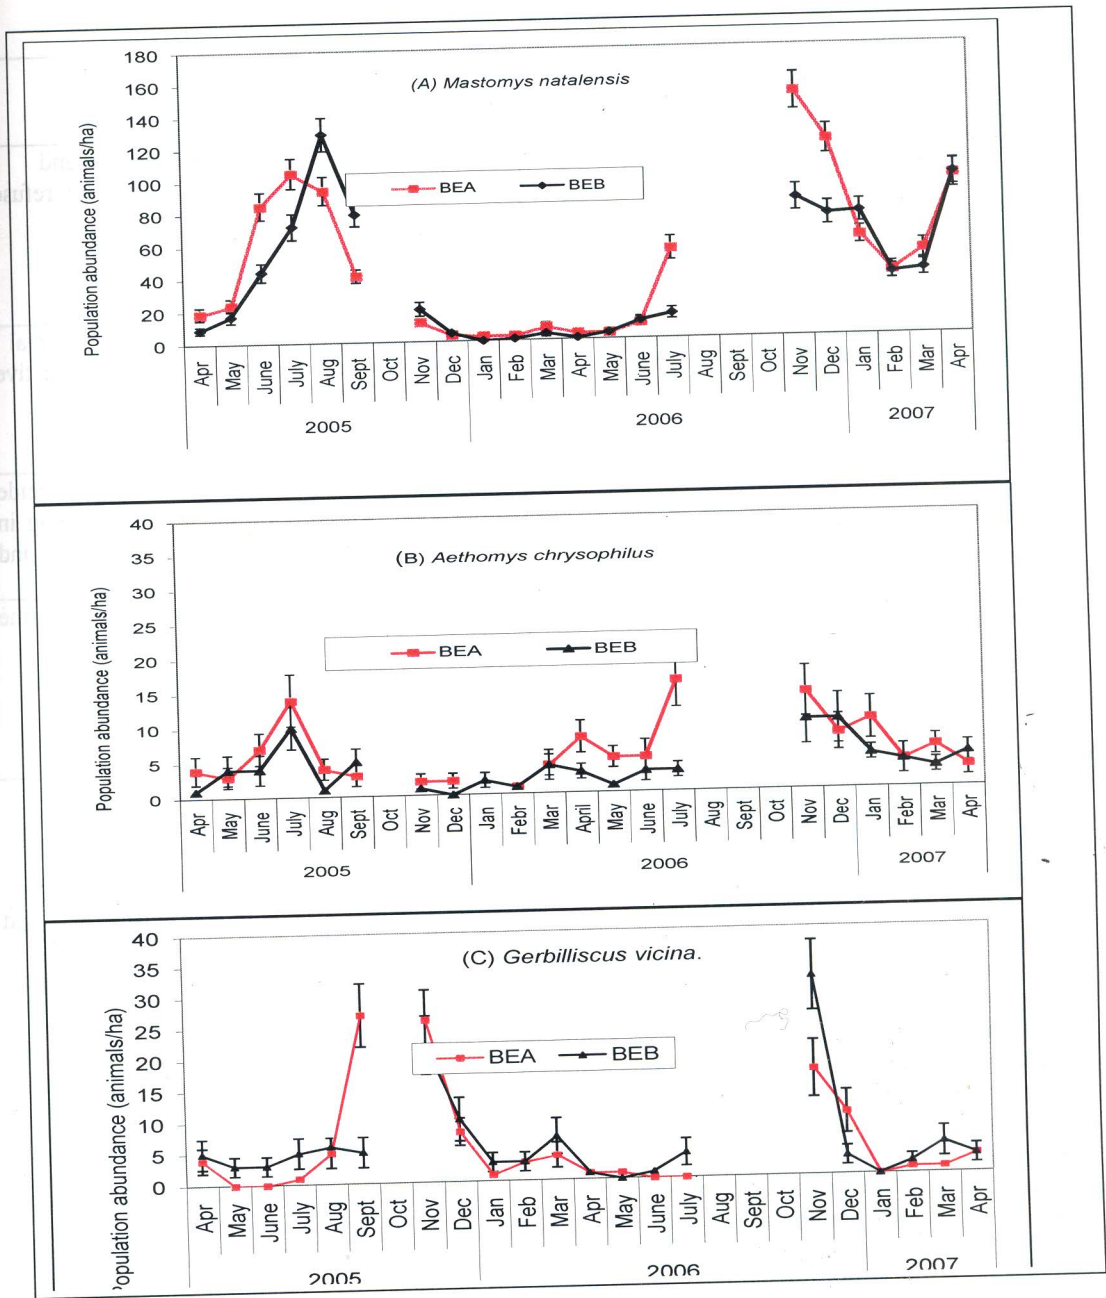 (A) Mastomys natalensis
Population abundance (animals/ha)
180
160
140
120
100
80
60
40
20
0
BEA BEB
Apr May June July Aug Sept Oct Nov Dec Jan Feb Mar Apr May June July Aug Sept Oct Nov Dec Jan Feb Mar Apr
2005 2006 2007
(B) Aethomys chrysophilus
Population abundance (animals/ha)
40
35
30
25
20
15
10
5
0
BEA BEB
Apr May June July Aug Sept Oct Nov Dec Jan Febr Mar April May June July Aug Sept Oct Nov Dec Jan Feb Mar Apr
2005 2006 2007
(C) Gerbilliscus vicina.
opulation abundance (animals/ha)
40
35
30
25
20
15
10
5
0
BEA BEB
Apr May June July Aug Sept Oct Nov Dec Jan Feb Mar Apr May June July Aug Sept Oct Nov Dec Jan Feb Mar Apr
2005 2006 2007